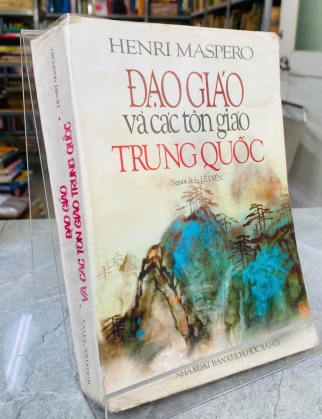 HENRI MASPERO
ĐẠO GIÁO
và các tôn giáo
TRUNG QUỐC
Người dịch: LÊ DIÊN
NHÀ XUẤT BẢN KHOA HỌC XÃ HỘI
HENRI MASPERO
ĐẠO GIÁO
VÀ CÁC TÔN GIÁO TRUNG QUỐC